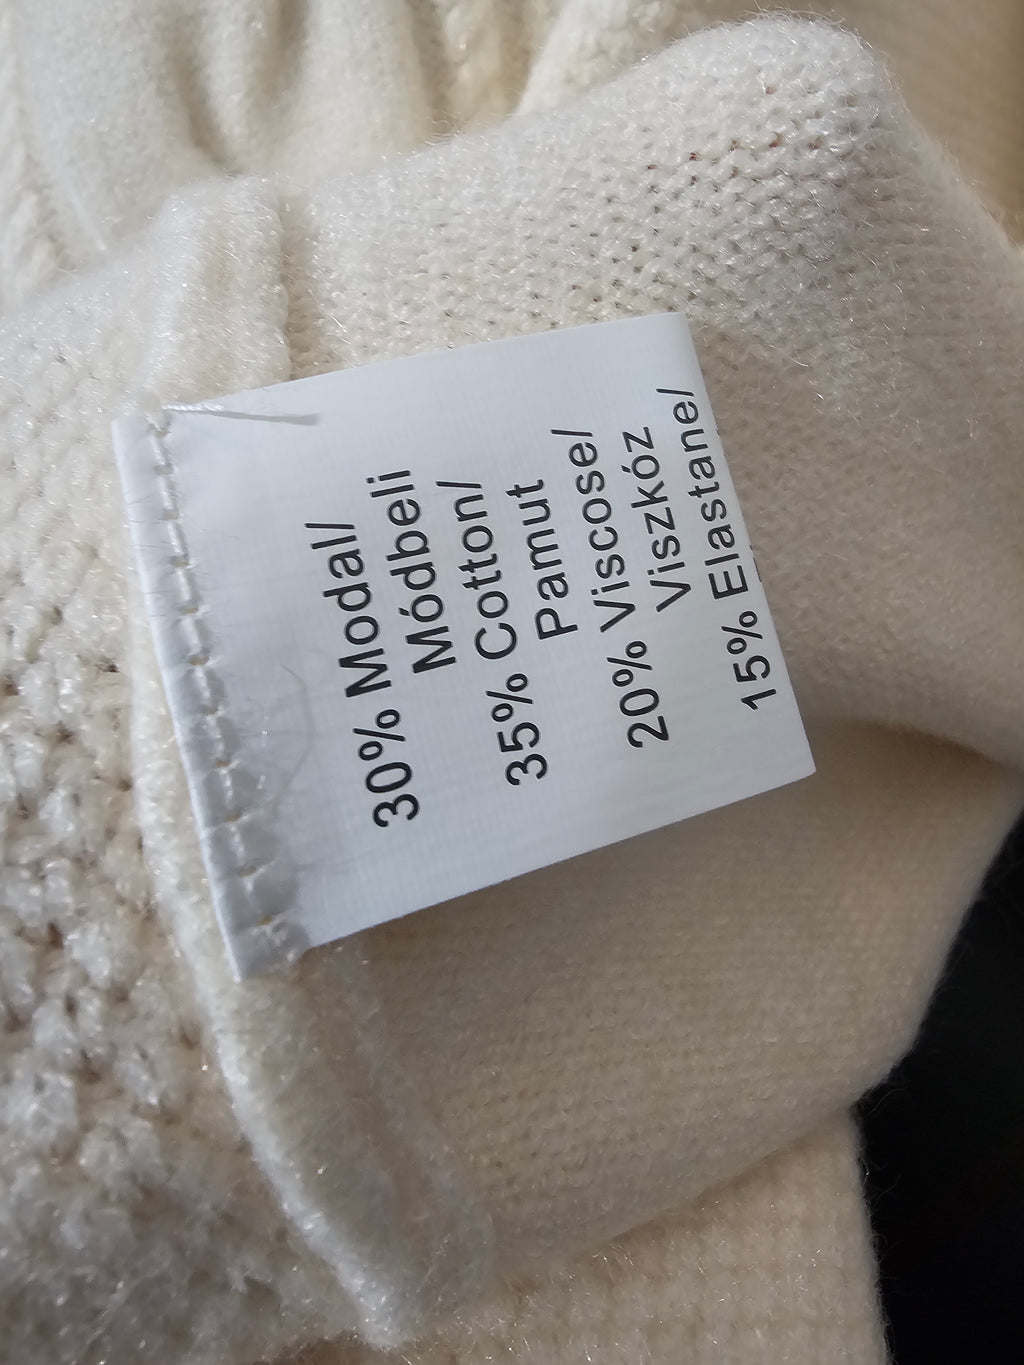 30% Modal/
Módbeli
35% Cotton/
Pamut
20% Viscose/
Viszkóz
15% Elastane/